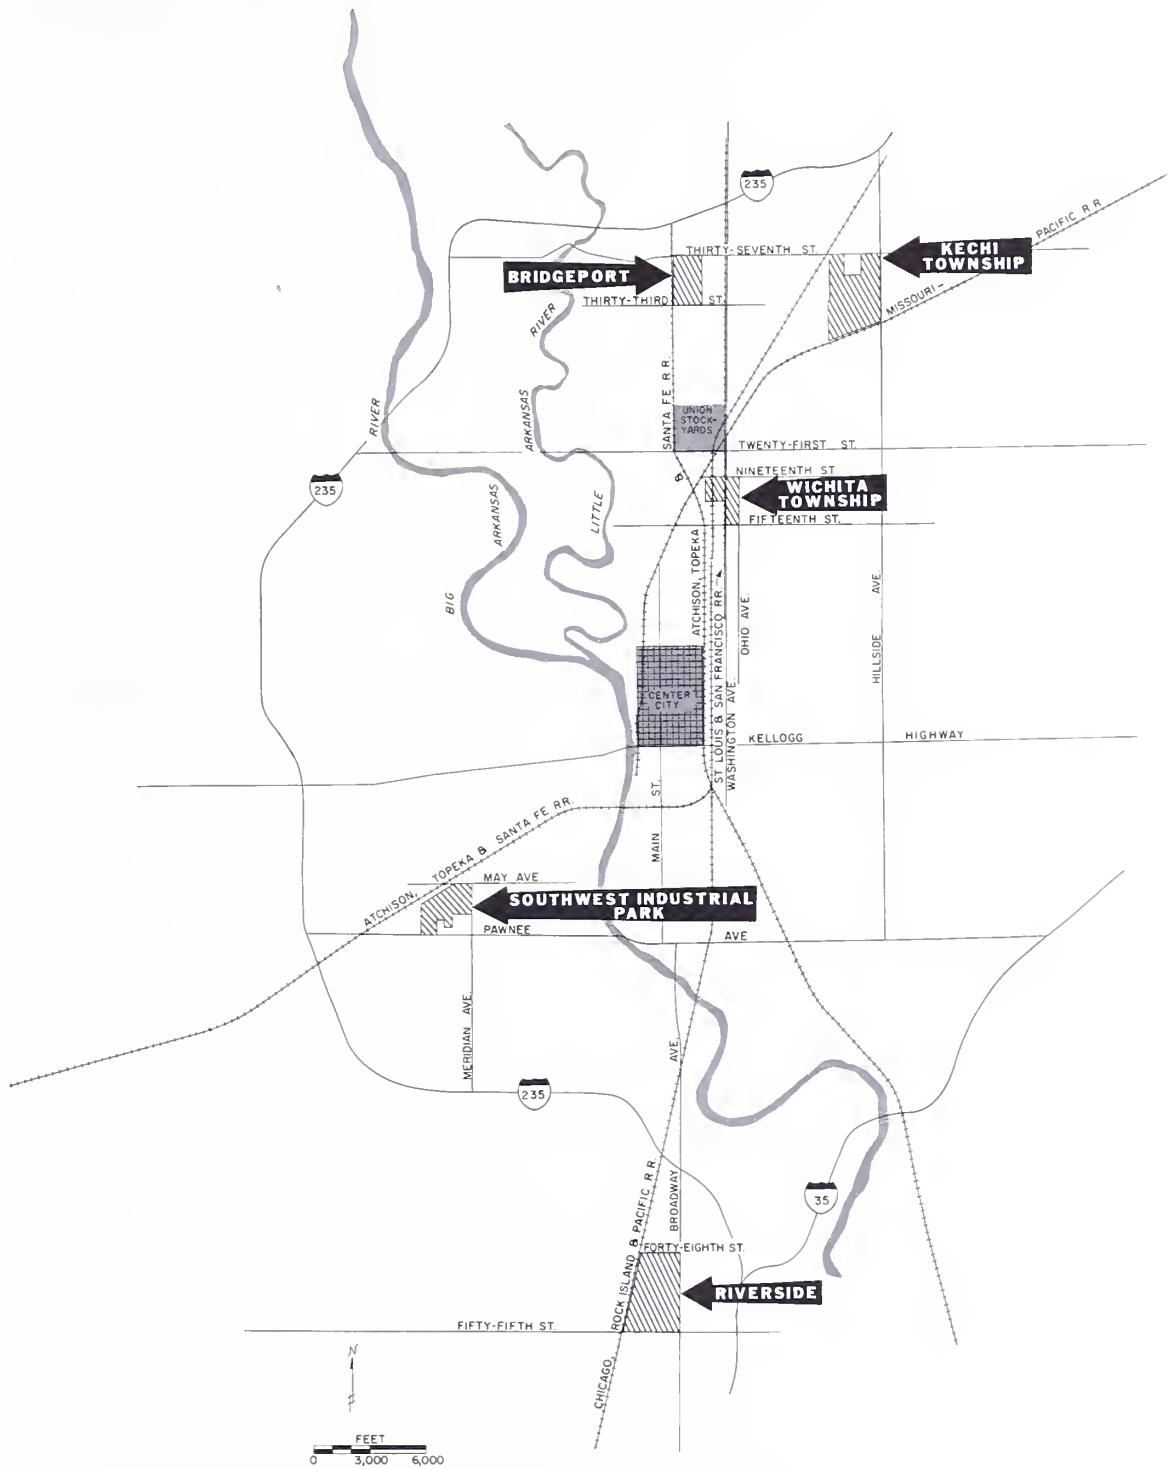 235
PACIFIC R R
THIRTY-SEVENTH ST.
KECHI
TOWNSHIP
BRIDGEPORT
THIRTY-THIRD ST.
MISSOURI-
RIVER
ARKANSAS
LITTLE
RIVER
ARKANSAS
BIG
SANTA FE R R.
&
ATCHISON, TOPEKA
UNION
STOCK-
YARDS
TWENTY-FIRST ST.
235
NINETEENTH ST.
WICHITA
TOWNSHIP
FIFTEENTH ST.
ST LOUIS & SAN FRANCISCO RR.
WASHINGTON AVE.
OHIO AVE.
HILLSIDE AVE.
CENTER
CITY
KELLOGG HIGHWAY
MAIN ST.
ATCHISON, TOPEKA & SANTA FE RR.
MAY AVE.
SOUTHWEST INDUSTRIAL
PARK
PAWNEE AVE
MERIDIAN AVE.
235
BROADWAY AVE.
35
CHICAGO, ROCK ISLAND & PACIFIC R.R.
FORTY-EIGHTH ST.
RIVERSIDE
FIFTY-FIFTH ST.
N
FEET
0 3,000 6,000